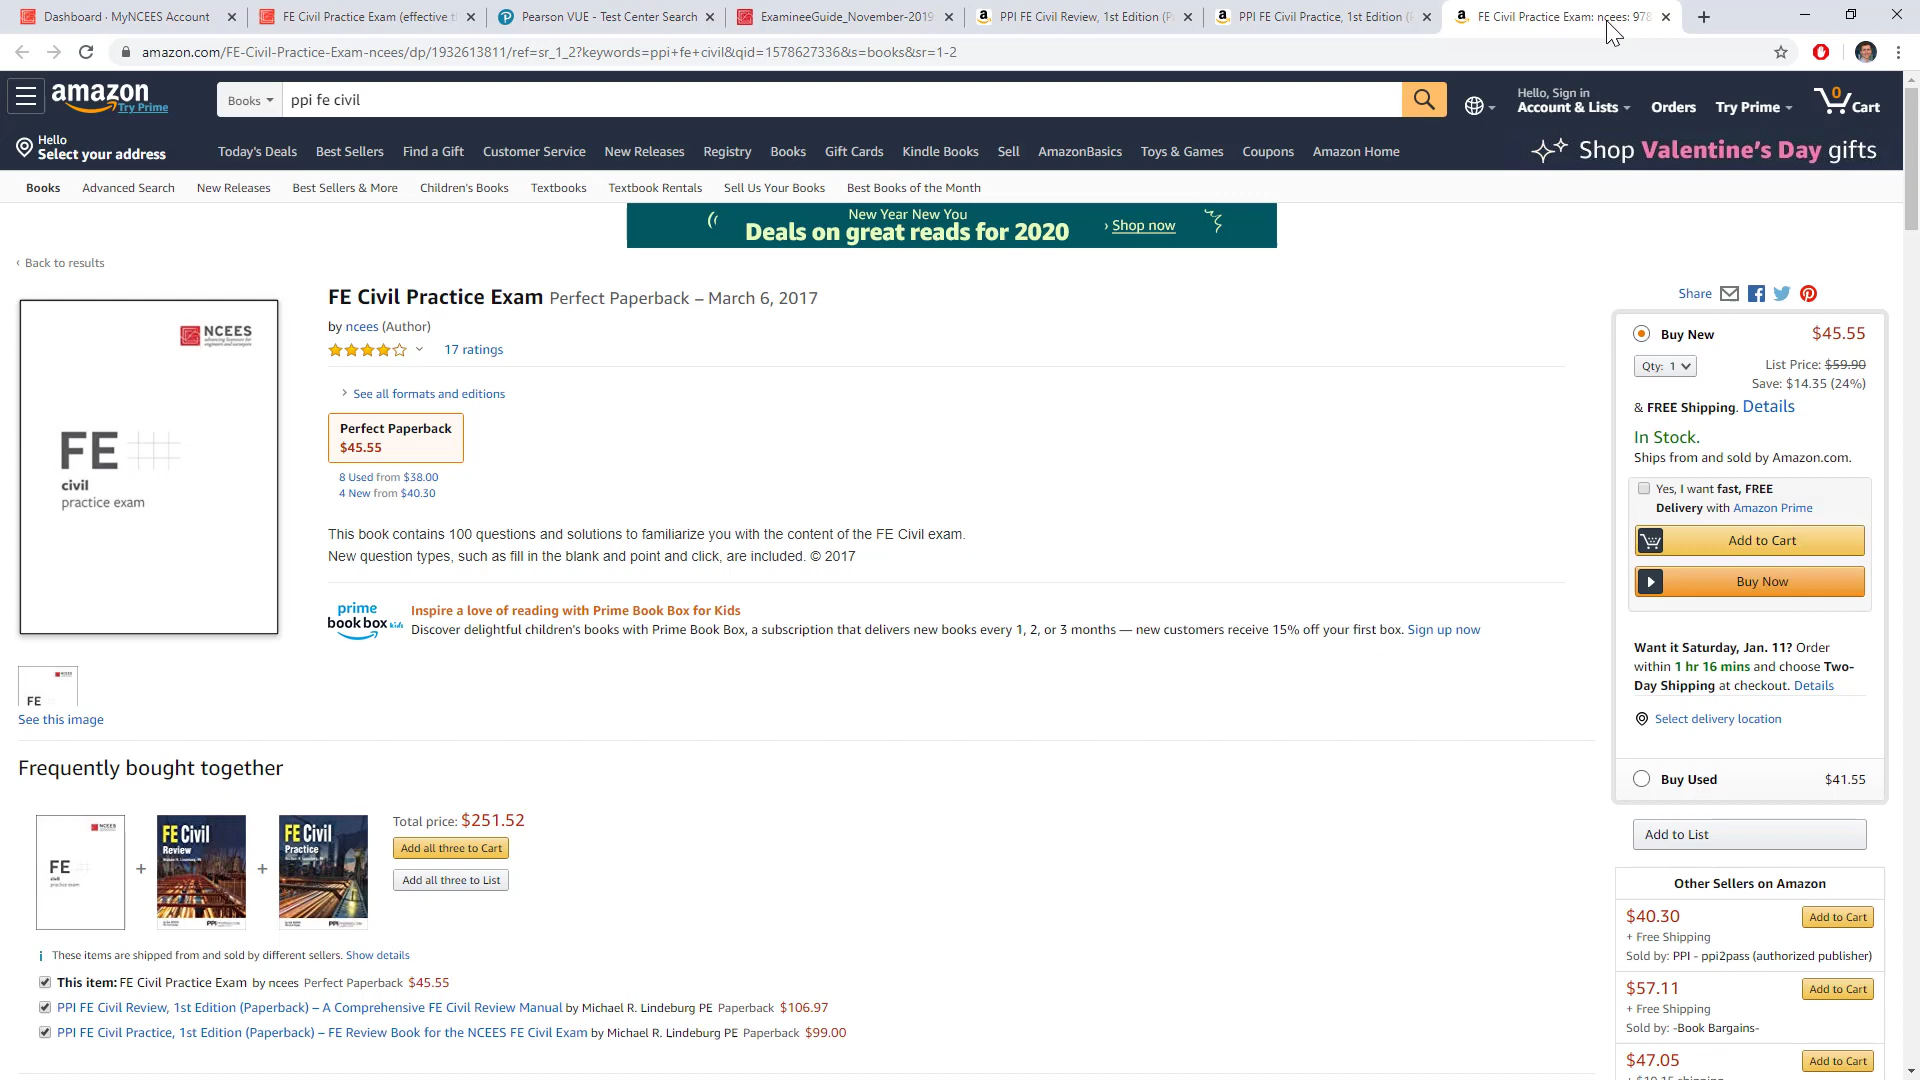 Dashboard · MyNCEES Account
FE Civil Practice Exam (effective t
Pearson VUE - Test Center Search
ExamineeGuide_November-2019
PPI FE Civil Review, 1st Edition (P
PPI FE Civil Practice, 1st Edition (
FE Civil Practice Exam: ncees: 978
amazon.com/FE-Civil-Practice-Exam-ncees/dp/1932613811/ref=sr_1_2?keywords=ppi+fe+civil&qid=1578627336&s=books&sr=1-2
amazon
Try Prime
Books
ppi fe civil
Hello, Sign in
Account & Lists
Orders
Try Prime
0
Cart
Hello
Select your address
Today's Deals
Best Sellers
Find a Gift
Customer Service
New Releases
Registry
Books
Gift Cards
Kindle Books
Sell
AmazonBasics
Toys & Games
Coupons
Amazon Home
Shop Valentine's Day gifts
Books
Advanced Search
New Releases
Best Sellers & More
Children's Books
Textbooks
Textbook Rentals
Sell Us Your Books
Best Books of the Month
New Year New You
Deals on great reads for 2020
› Shop now
‹ Back to results
NCEES
advancing licensure for
engineers and surveyors
FE
civil
practice exam
FE
See this image
FE Civil Practice Exam Perfect Paperback – March 6, 2017
by ncees (Author)
17 ratings
See all formats and editions
Perfect Paperback
$45.55
8 Used from $38.00
4 New from $40.30
This book contains 100 questions and solutions to familiarize you with the content of the FE Civil exam.
New question types, such as fill in the blank and point and click, are included. © 2017
prime
book box kids
Inspire a love of reading with Prime Book Box for Kids
Discover delightful children's books with Prime Book Box, a subscription that delivers new books every 1, 2, or 3 months — new customers receive 15% off your first box. Sign up now
Share
Buy New
$45.55
Qty: 1
List Price: $59.90
Save: $14.35 (24%)
& FREE Shipping. Details
In Stock.
Ships from and sold by Amazon.com.
Yes, I want fast, FREE
Delivery with Amazon Prime
Add to Cart
Buy Now
Want it Saturday, Jan. 11? Order
within 1 hr 16 mins and choose Two-
Day Shipping at checkout. Details
Select delivery location
Buy Used
$41.55
Add to List
Other Sellers on Amazon
$40.30
Add to Cart
+ Free Shipping
Sold by: PPI - ppi2pass (authorized publisher)
$57.11
Add to Cart
+ Free Shipping
Sold by: -Book Bargains-
$47.05
Add to Cart
Frequently bought together
NCEES
FE
civil
practice exam
+
FE Civil
Review
PPI
+
FE Civil
Practice
PPI
Total price: $251.52
Add all three to Cart
Add all three to List
i These items are shipped from and sold by different sellers. Show details
This item: FE Civil Practice Exam by ncees Perfect Paperback $45.55
PPI FE Civil Review, 1st Edition (Paperback) – A Comprehensive FE Civil Review Manual by Michael R. Lindeburg PE Paperback $106.97
PPI FE Civil Practice, 1st Edition (Paperback) – FE Review Book for the NCEES FE Civil Exam by Michael R. Lindeburg PE Paperback $99.00